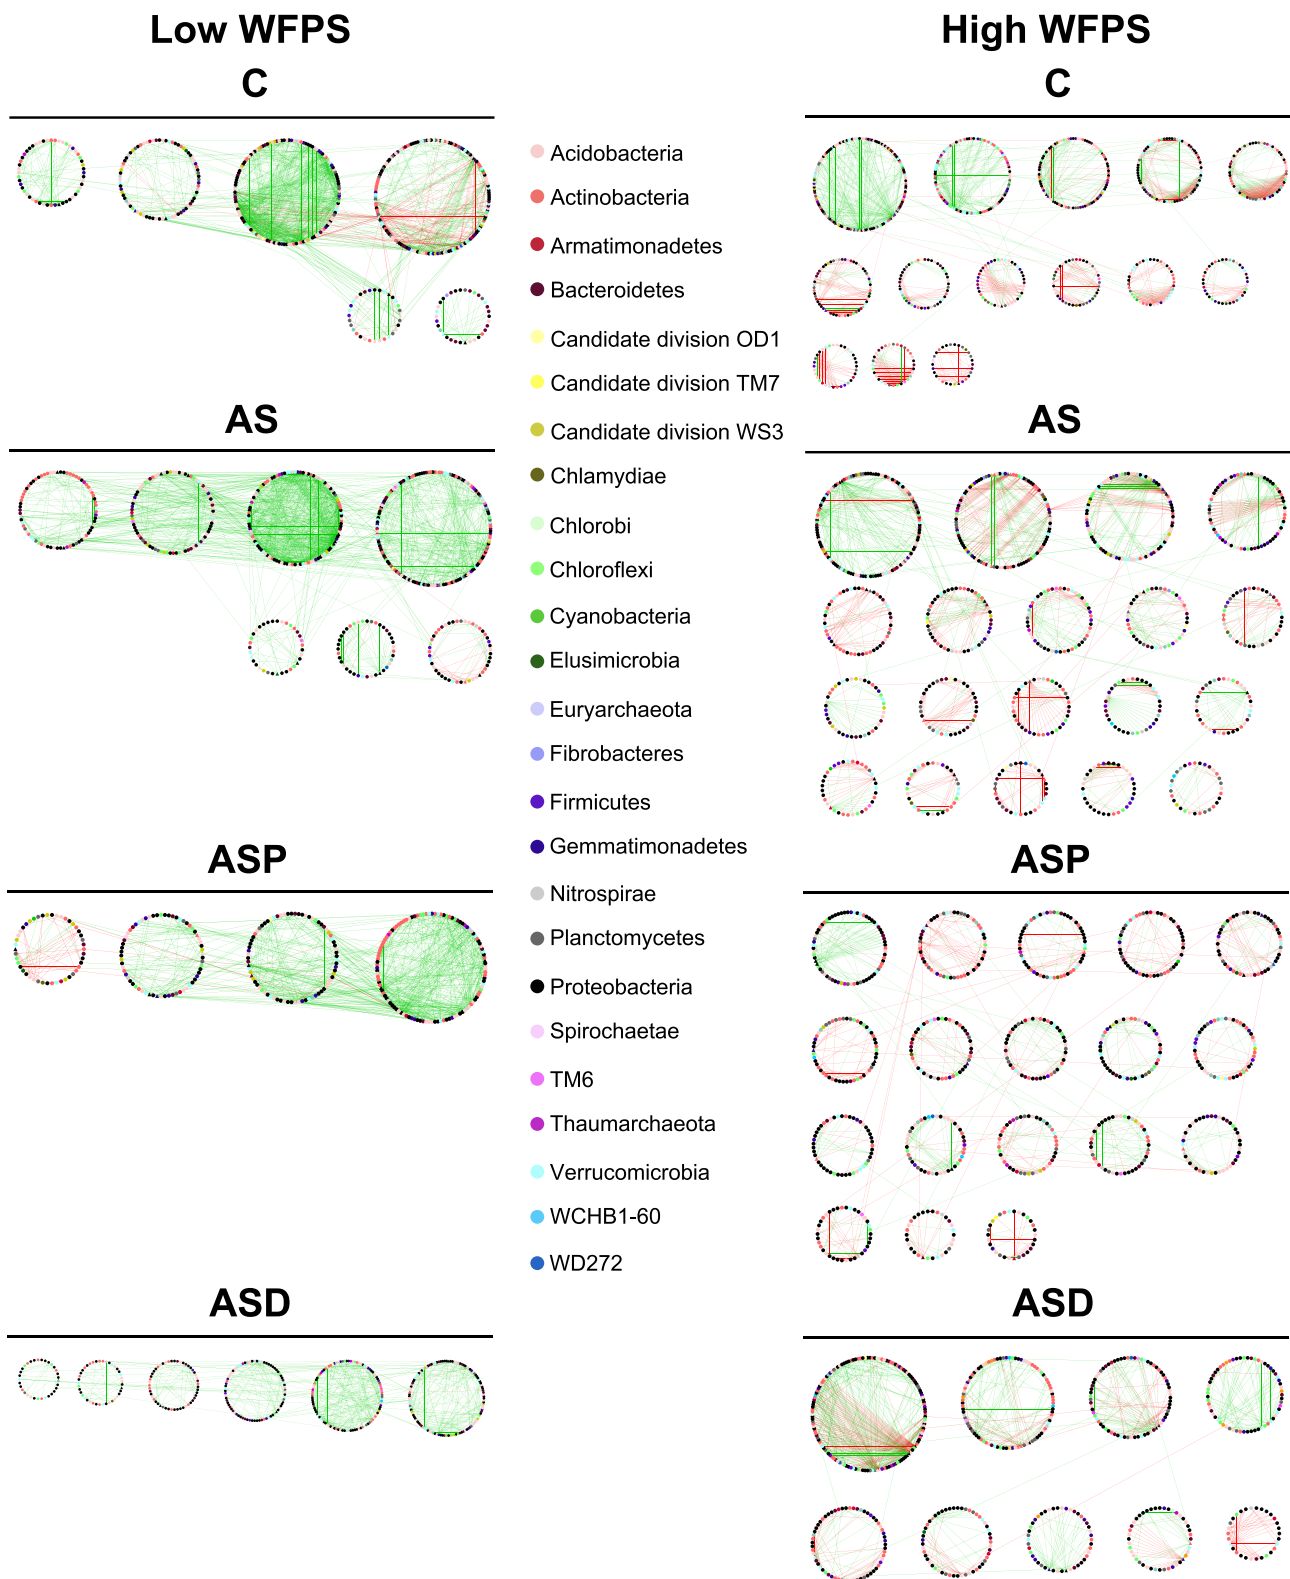 Low WFPS
High WFPS
C
C
Acidobacteria
Actinobacteria
Armatimonadetes
Bacteroidetes
Candidate division OD1
Candidate division TM7
Candidate division WS3
Chlamydiae
Chlorobi
Chloroflexi
Cyanobacteria
Elusimicrobia
Euryarchaeota
Fibrobacteres
Firmicutes
Gemmatimonadetes
Nitrospirae
Planctomycetes
Proteobacteria
Spirochaetae
TM6
Thaumarchaeota
Verrucomicrobia
WCHB1-60
WD272
AS
AS
ASP
ASP
ASD
ASD